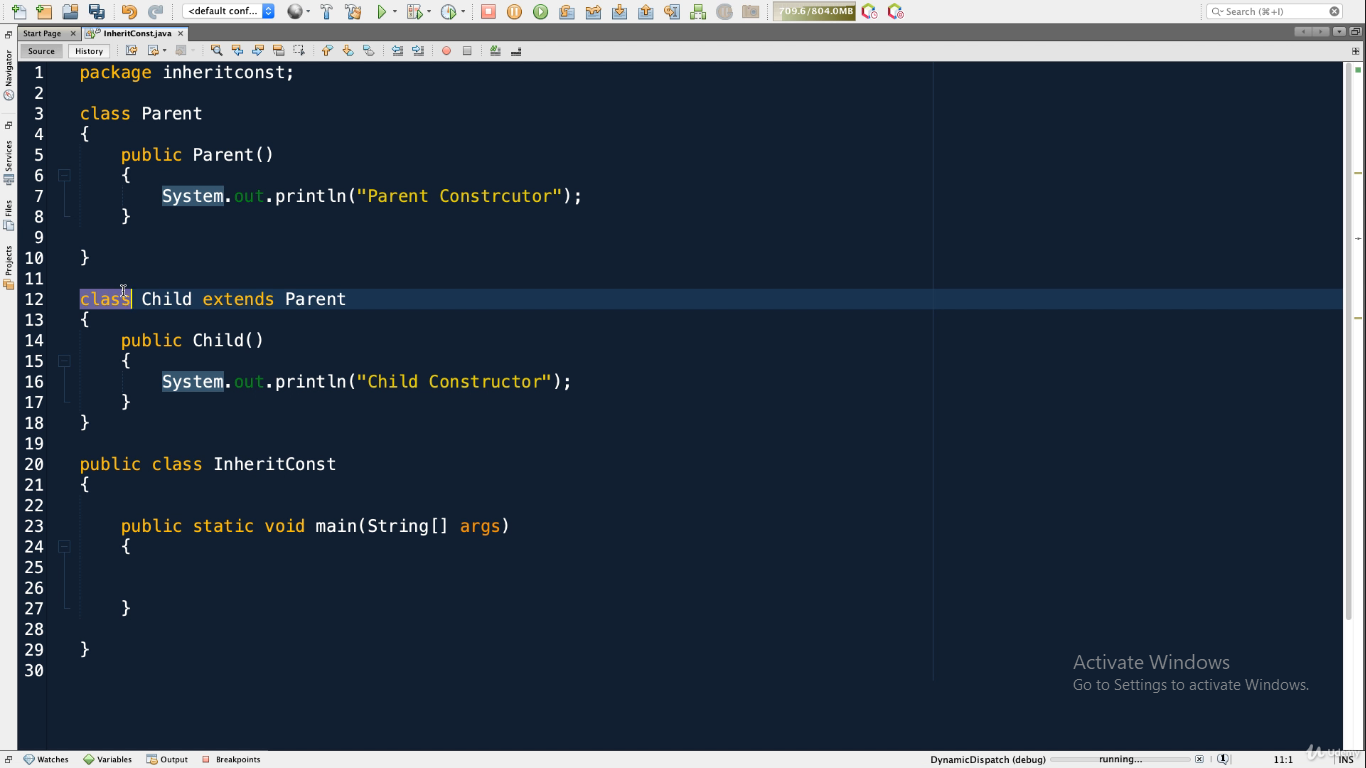 <default conf...
709.6/804.0MB
Search (⌘+I)
Start Page
InheritConst.java
Source
History
Navigator
Services
Files
Projects
1 package inheritconst;
2
3 class Parent
4 {
5 public Parent()
6 {
7 System.out.println("Parent Constrcutor");
8 }
9
10 }
11
12 class Child extends Parent
13 {
14 public Child()
15 {
16 System.out.println("Child Constructor");
17 }
18 }
19
20 public class InheritConst
21 {
22
23 public static void main(String[] args)
24 {
25
26
27 }
28
29 }
30
Activate Windows
Go to Settings to activate Windows.
Watches
Variables
Output
Breakpoints
DynamicDispatch (debug)
running...
1
11:1
INS
Udemy